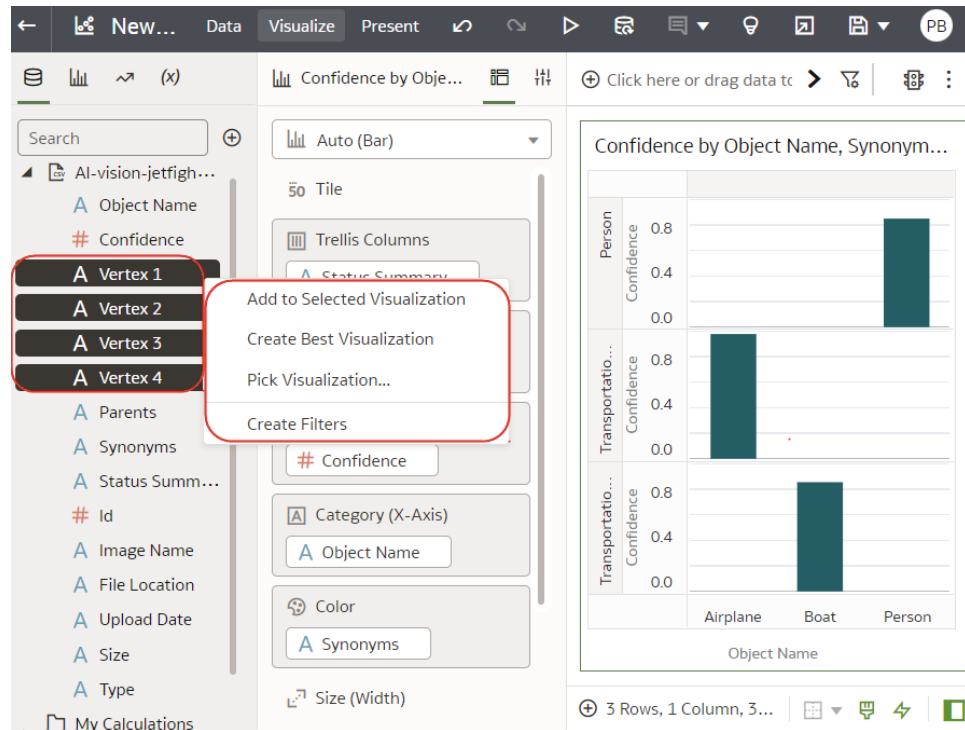 New... Data Visualize Present PB
(x)
Confidence by Obje...
Click here or drag data tc
Search
AI-vision-jetfigh...
A Object Name
# Confidence
A Vertex 1
A Vertex 2
A Vertex 3
A Vertex 4
A Parents
A Synonyms
A Status Summ...
# Id
A Image Name
A File Location
A Upload Date
A Size
A Type
My Calculations
Add to Selected Visualization
Create Best Visualization
Pick Visualization...
Create Filters
Auto (Bar)
50 Tile
Trellis Columns
A Status Summary
# Confidence
A Category (X-Axis)
A Object Name
Color
A Synonyms
Size (Width)
Confidence by Object Name, Synonym...
Person
Confidence
0.8
0.4
0.0
Transportatio...
Confidence
0.8
0.4
0.0
Transportatio...
Confidence
0.8
0.4
0.0
Airplane Boat Person
Object Name
3 Rows, 1 Column, 3...